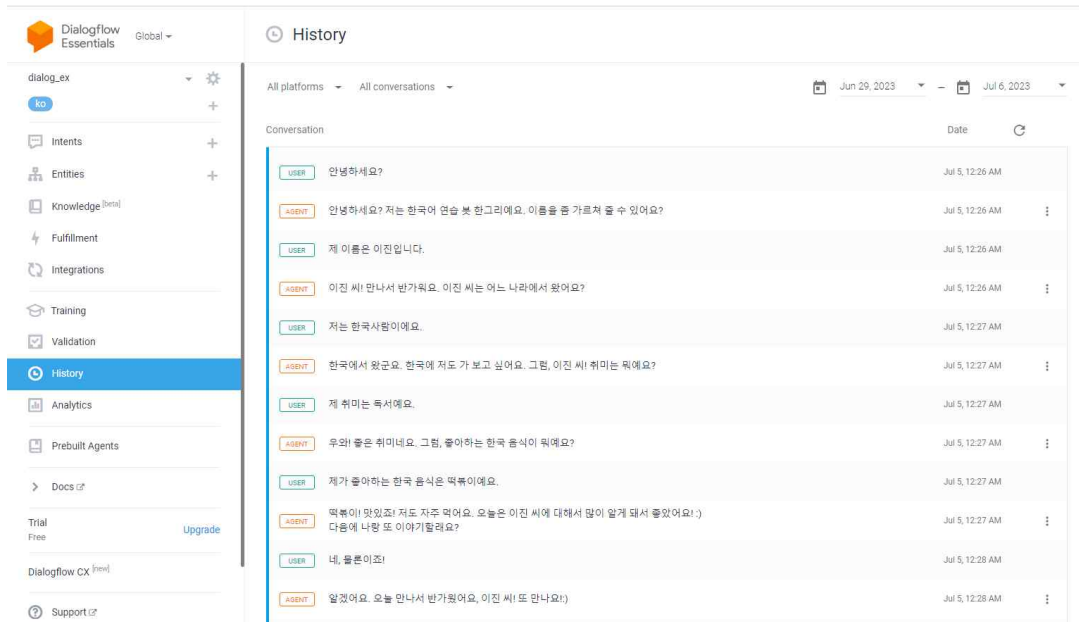 Dialogflow
Essentials
Global
History
dialog_ex
ko
Intents
Entities
Knowledge [beta]
Fulfillment
Integrations
Training
Validation
History
Analytics
Prebuilt Agents
Docs
Trial
Free
Upgrade
Dialogflow CX [new]
Support
All platforms All conversations Jun 29, 2023 – Jul 6, 2023
Conversation Date
USER 안녕하세요? Jul 5, 12:26 AM
AGENT 안녕하세요? 저는 한국어 연습 봇 한그리예요. 이름을 좀 가르쳐 줄 수 있어요? Jul 5, 12:26 AM
USER 제 이름은 이진입니다. Jul 5, 12:26 AM
AGENT 이진 씨! 만나서 반가워요. 이진 씨는 어느 나라에서 왔어요? Jul 5, 12:26 AM
USER 저는 한국사람이에요. Jul 5, 12:27 AM
AGENT 한국에서 왔군요. 한국에 저도 가 보고 싶어요. 그럼, 이진 씨! 취미는 뭐예요? Jul 5, 12:27 AM
USER 제 취미는 독서예요. Jul 5, 12:27 AM
AGENT 우와! 좋은 취미네요. 그럼, 좋아하는 한국 음식이 뭐예요? Jul 5, 12:27 AM
USER 제가 좋아하는 한국 음식은 떡볶이예요. Jul 5, 12:27 AM
AGENT 떡볶이! 맛있죠! 저도 자주 먹어요. 오늘은 이진 씨에 대해서 많이 알게 돼서 좋았어요! :) Jul 5, 12:27 AM
다음에 나랑 또 이야기할래요?
USER 네, 물론이죠! Jul 5, 12:28 AM
AGENT 알겠어요. 오늘 만나서 반가웠어요, 이진 씨! 또 만나요!:) Jul 5, 12:28 AM